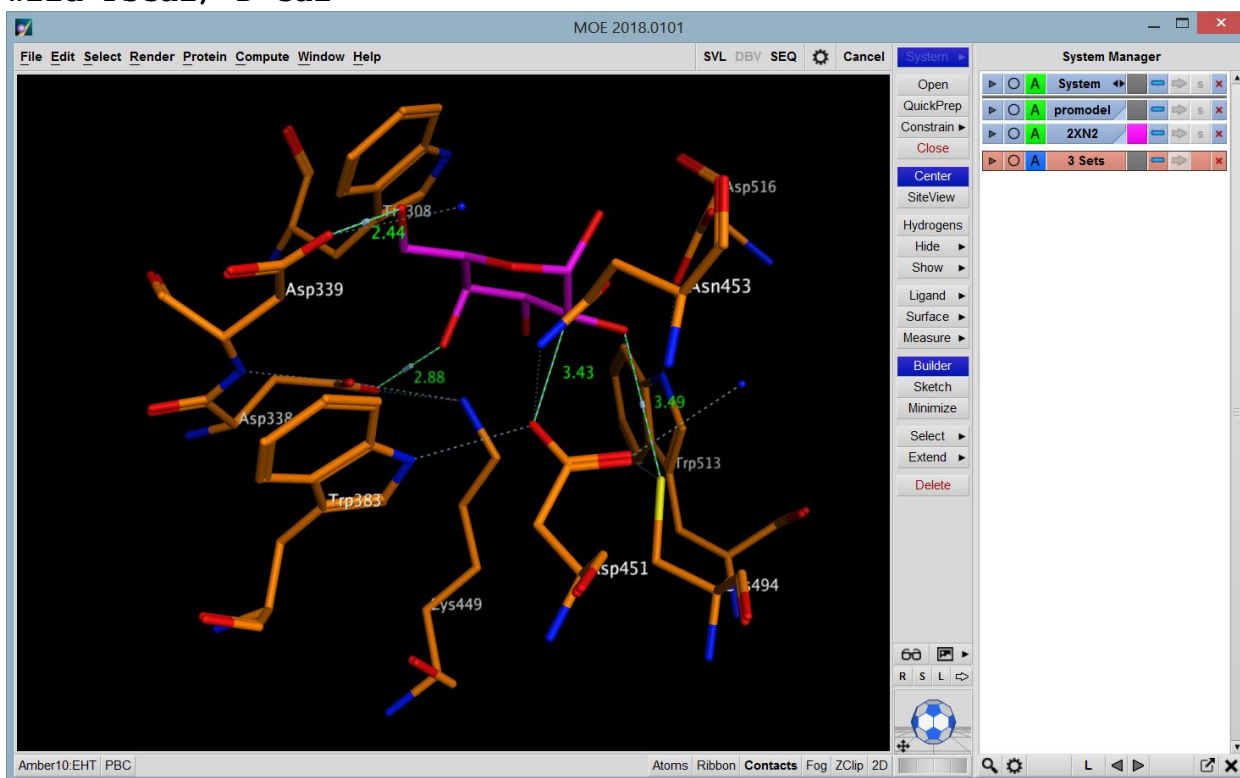 MOE 2018.0101
File Edit Select Render Protein Compute Window Help
SVL DBV SEQ Cancel
System
System Manager
Open
QuickPrep
Constrain
Close
Center
SiteView
Hydrogens
Hide
Show
Ligand
Surface
Measure
Builder
Sketch
Minimize
Select
Extend
Delete
R S L
A System s x
A promodel s x
A 2XN2 s x
A 3 Sets x
Asp516
2.44
Asp339
Asn453
3.43
2.88
3.49
Asp338
Trp513
Trp383
sp451
s494
Lys449
Amber10:EHT PBC
Atoms Ribbon Contacts Fog ZClip 2D
L